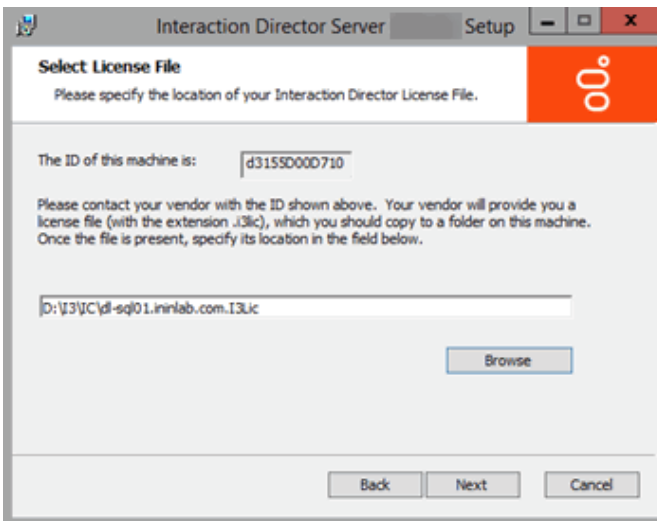 Interaction Director Server Setup
Select License File
Please specify the location of your Interaction Director License File.
The ID of this machine is: d3155D00D710
Please contact your vendor with the ID shown above. Your vendor will provide you a
license file (with the extension .i3lic), which you should copy to a folder on this machine.
Once the file is present, specify its location in the field below.
D:\I3\IC\dl-sql01.ininlab.com.I3Lic
Browse
Back Next Cancel